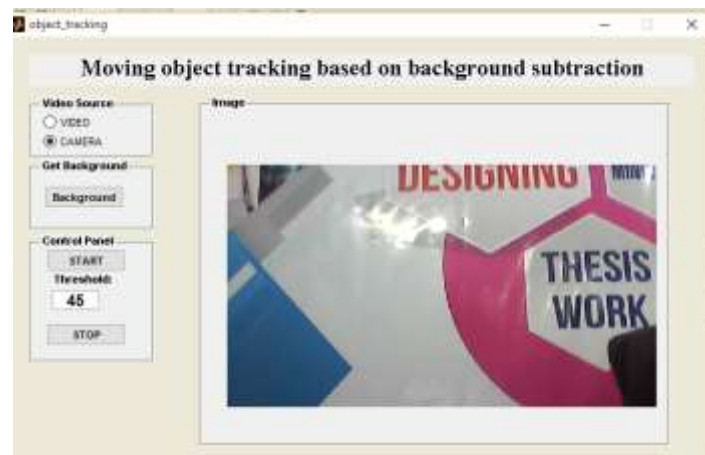 object_tracking
Moving object tracking based on background subtraction
Video Source
VIDEO
CAMERA
Get Background
Background
Control Panel
START
Threshold:
45
STOP
Image
DESIGNING
THESIS
WORK